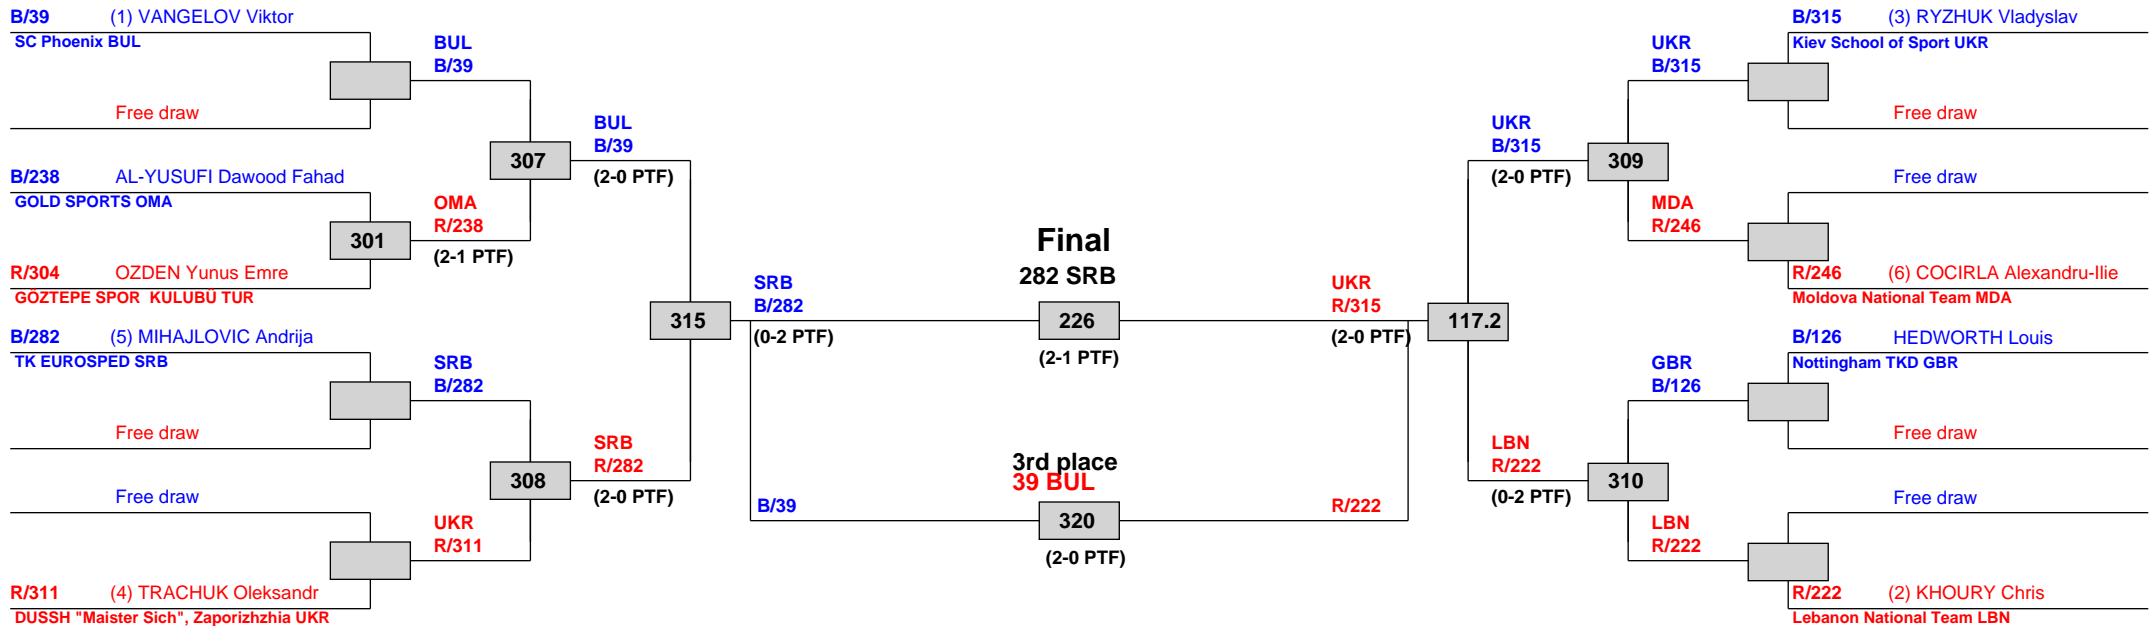 B/39 (1) VANGELOV Viktor
SC Phoenix BUL
Free draw
BUL
B/39
B/238 AL-YUSUFI Dawood Fahad
GOLD SPORTS OMA
301
R/304 OZDEN Yunus Emre
GÖZTEPE SPOR KULUBÜ TUR
OMA
R/238
(2-1 PTF)
307
BUL
B/39
(2-0 PTF)
B/282 (5) MIHAJLOVIC Andrija
TK EUROSPED SRB
Free draw
SRB
B/282
Free draw
R/311 (4) TRACHUK Oleksandr
DUSSH "Maister Sich", Zaporizhzhia UKR
UKR
R/311
308
SRB
R/282
(2-0 PTF)
315
SRB
B/282
(0-2 PTF)
Final
282 SRB
226
(2-1 PTF)
3rd place
39 BUL
B/39
320
R/222
(2-0 PTF)
UKR
R/315
(2-0 PTF)
117.2
UKR
B/315
(2-0 PTF)
309
UKR
B/315
B/315 (3) RYZHUK Vladyslav
Kiev School of Sport UKR
Free draw
MDA
R/246
Free draw
R/246 (6) COCIRLA Alexandru-Ilie
Moldova National Team MDA
LBN
R/222
(0-2 PTF)
310
GBR
B/126
B/126 HEDWORTH Louis
Nottingham TKD GBR
Free draw
LBN
R/222
Free draw
R/222 (2) KHOURY Chris
Lebanon National Team LBN